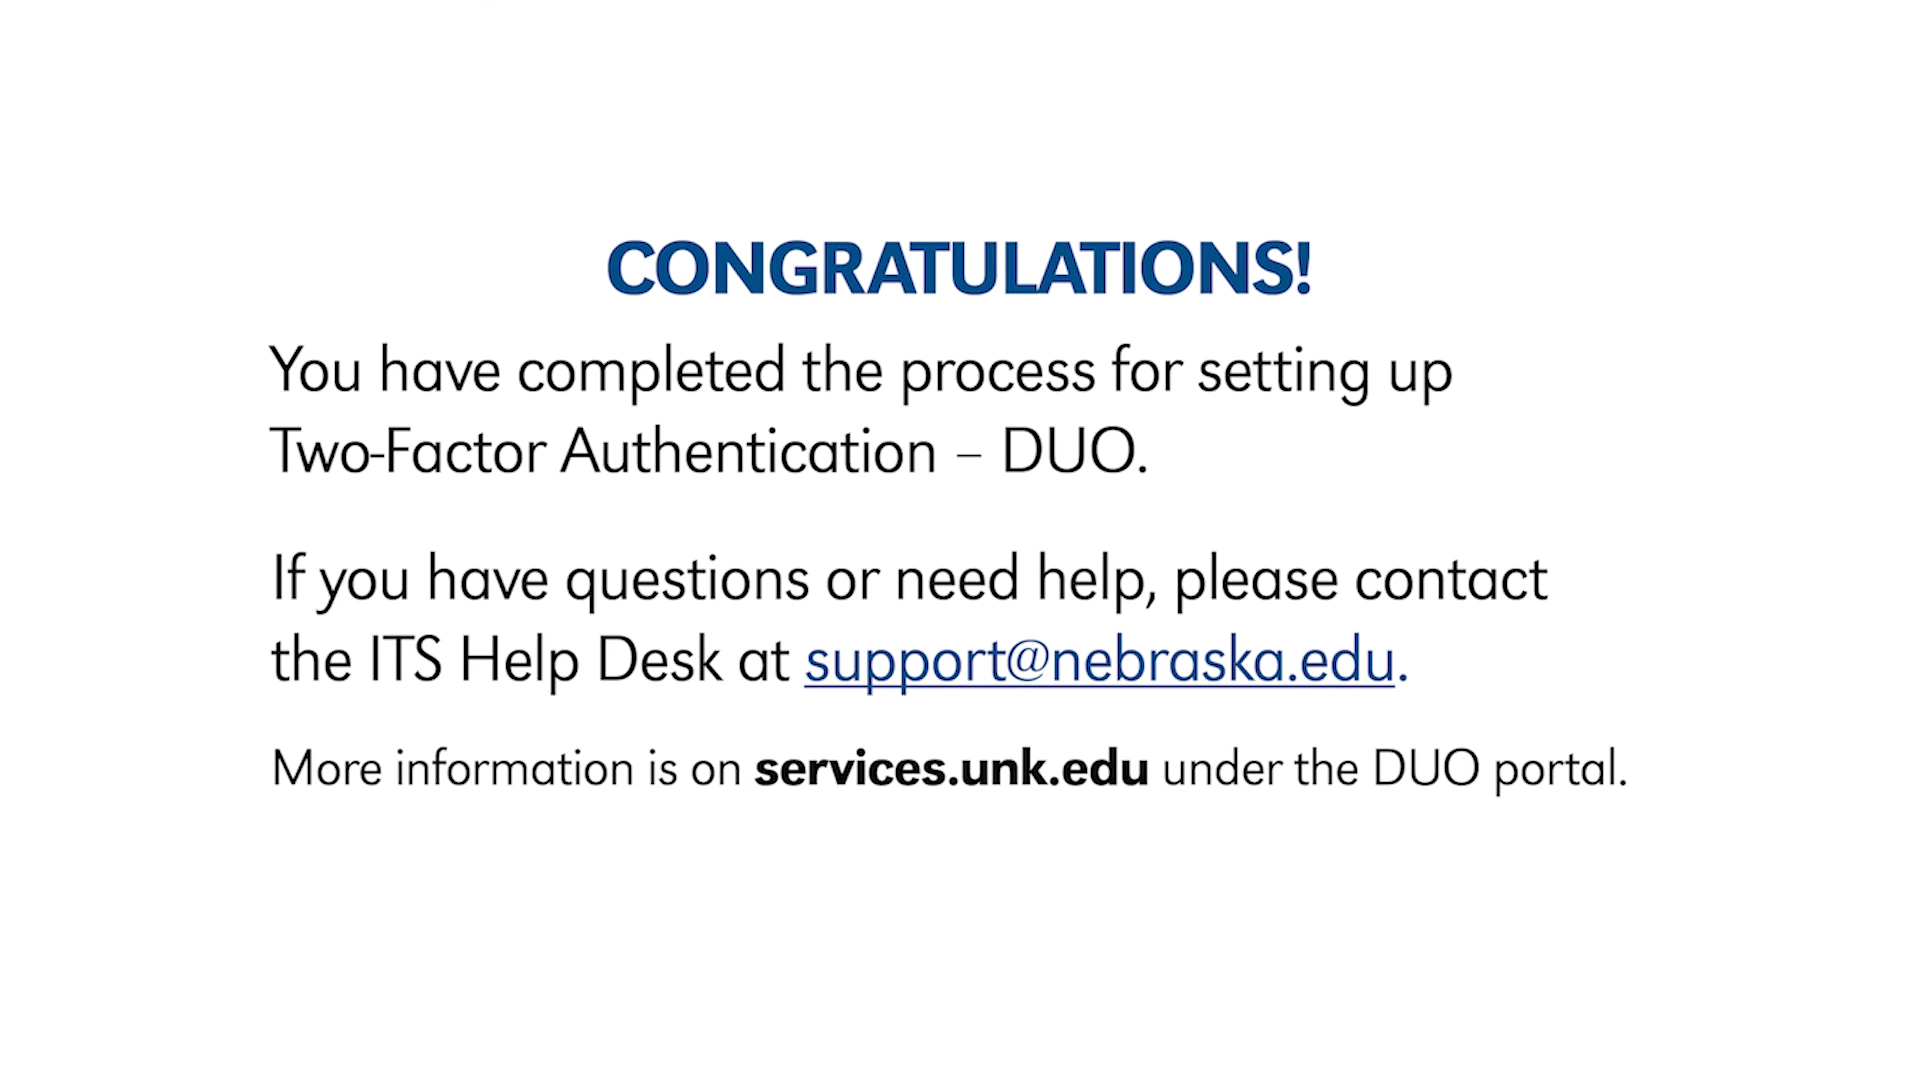 CONGRATULATIONS!
You have completed the process for setting up
Two-Factor Authentication – DUO.
If you have questions or need help, please contact
the ITS Help Desk at support@nebraska.edu.
More information is on services.unk.edu under the DUO portal.